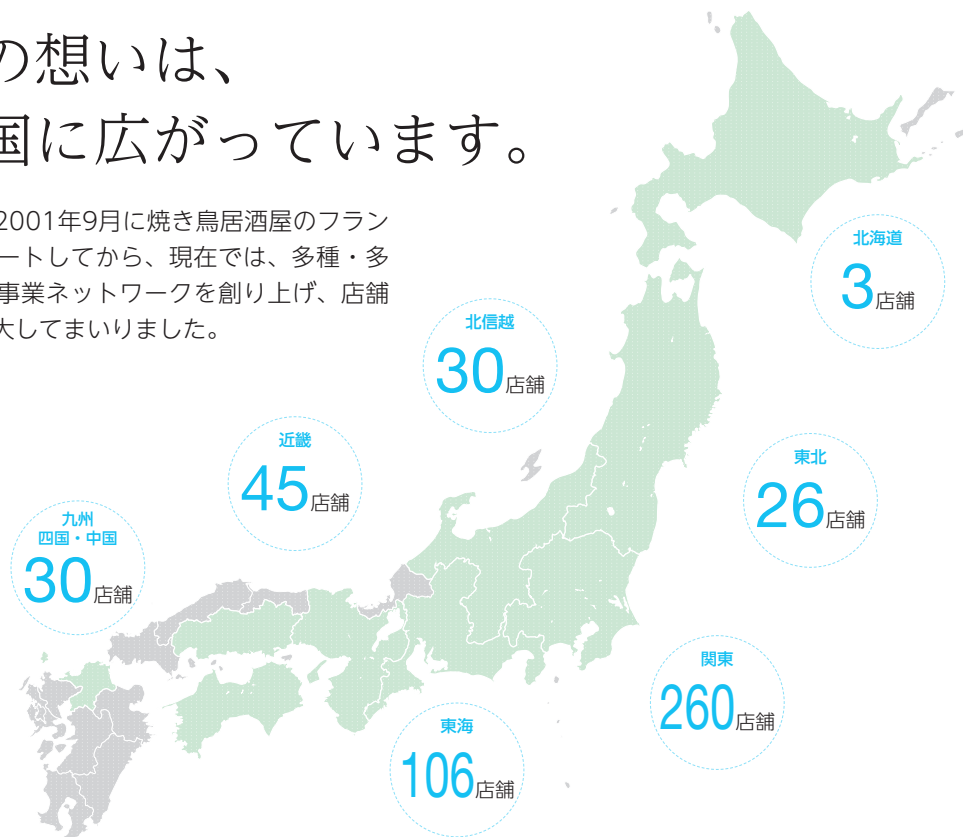 の想いは、
国に広がっています。
2001年9月に焼き鳥居酒屋のフラン
ートしてから、現在では、多種・多
事業ネットワークを創り上げ、店舗
大してまいりました。
北海道
3店舗
北信越
30店舗
近畿
45店舗
東北
26店舗
九州
四国・中国
30店舗
関東
260店舗
東海
106店舗